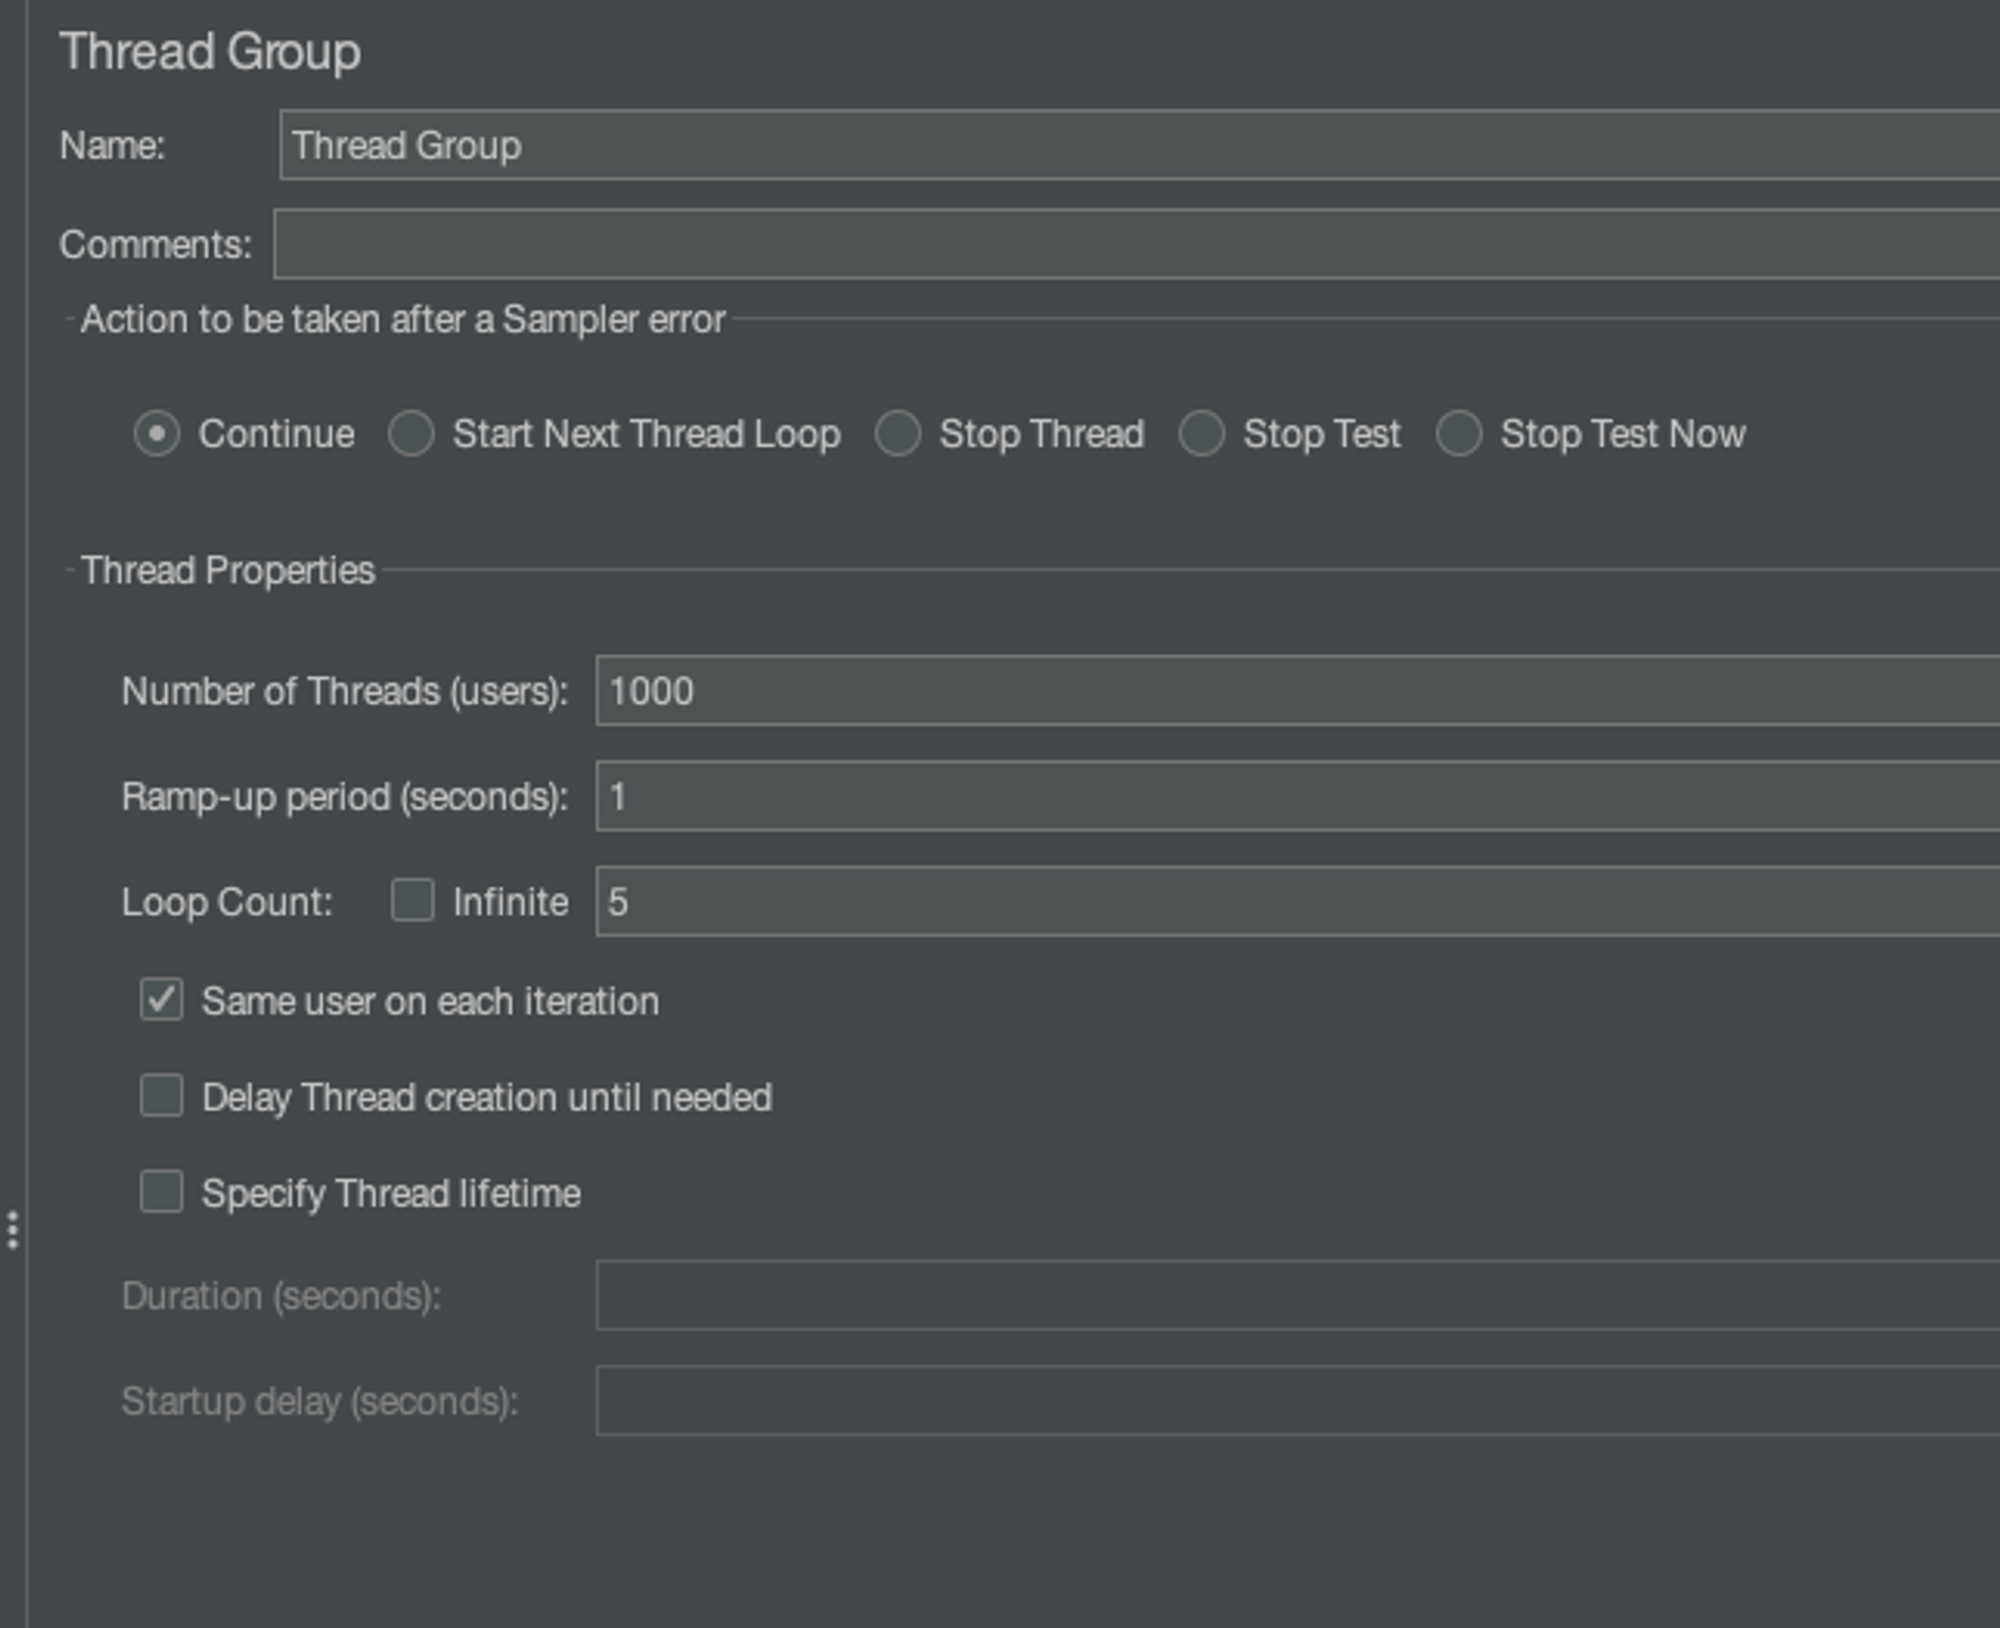 Thread Group
Name: Thread Group
Comments:
Action to be taken after a Sampler error
Continue Start Next Thread Loop Stop Thread Stop Test Stop Test Now
Thread Properties
Number of Threads (users): 1000
Ramp-up period (seconds): 1
Loop Count: Infinite 5
Same user on each iteration
Delay Thread creation until needed
Specify Thread lifetime
Duration (seconds):
Startup delay (seconds):